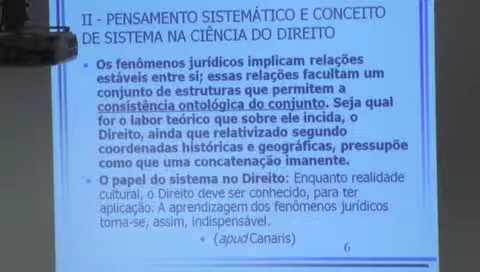 II - PENSAMENTO SISTEMÁTICO E CONCEITO
DE SISTEMA NA CIÊNCIA DO DIREITO
• Os fenômenos jurídicos implicam relações
estáveis entre si; essas relações facultam um
conjunto de estruturas que permitem a
consistência ontológica do conjunto. Seja qual
for o labor teórico que sobre ele incida, o
Direito, ainda que relativizado segundo
coordenadas históricas e geográficas, pressupõe
como que uma concatenação imanente.
• O papel do sistema no Direito: Enquanto realidade
cultural, o Direito deve ser conhecido, para ter
aplicação. A aprendizagem dos fenômenos jurídicos
torna-se, assim, indispensável.
• (apud Canaris)
6